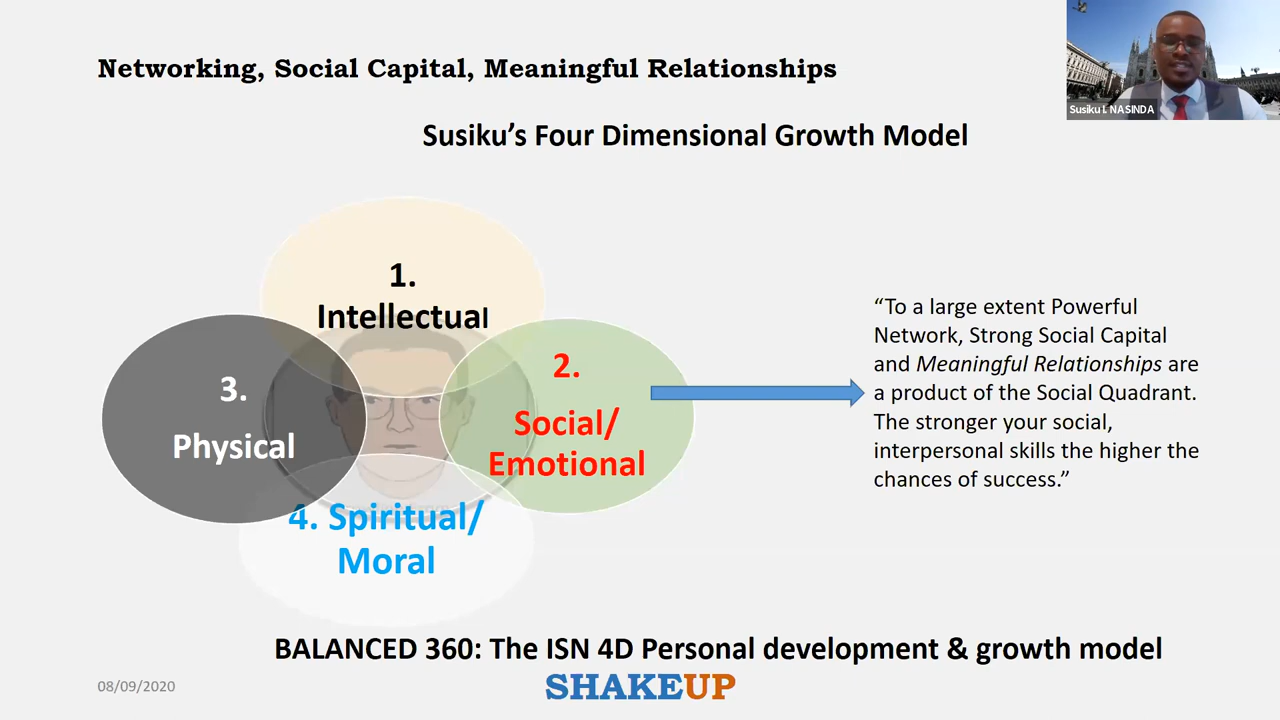 Networking, Social Capital, Meaningful Relationships
Susiku I. NASINDA
Susiku’s Four Dimensional Growth Model
1.
Intellectual
2.
Social/
Emotional
3.
Physical
4. Spiritual/
Moral
“To a large extent Powerful
Network, Strong Social Capital
and Meaningful Relationships are
a product of the Social Quadrant.
The stronger your social,
interpersonal skills the higher the
chances of success.”
BALANCED 360: The ISN 4D Personal development & growth model
08/09/2020
SHAKEUP